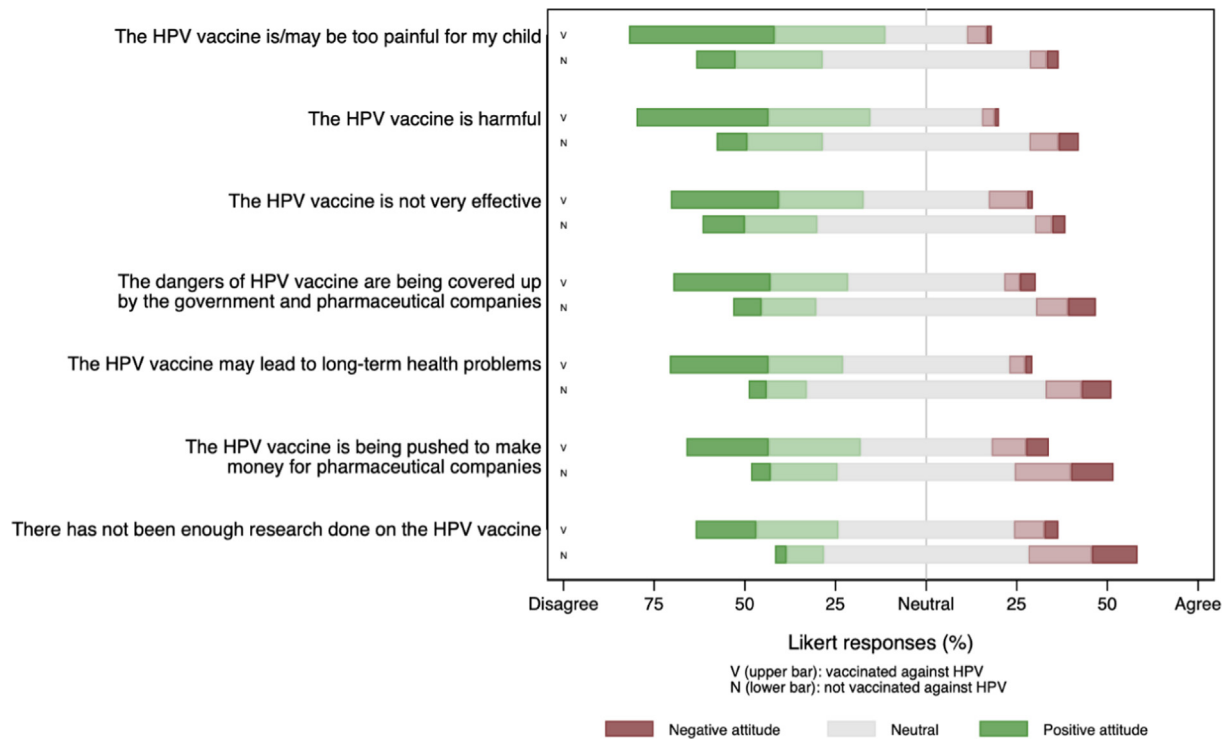 The HPV vaccine is/may be too painful for my child
V
N
The HPV vaccine is harmful
V
N
The HPV vaccine is not very effective
V
N
The dangers of HPV vaccine are being covered up
by the government and pharmaceutical companies
V
N
The HPV vaccine may lead to long-term health problems
V
N
The HPV vaccine is being pushed to make
money for pharmaceutical companies
V
N
There has not been enough research done on the HPV vaccine
V
N
Disagree 75 50 25 Neutral 25 50 Agree
Likert responses (%)
V (upper bar): vaccinated against HPV
N (lower bar): not vaccinated against HPV
Negative attitude Neutral Positive attitude